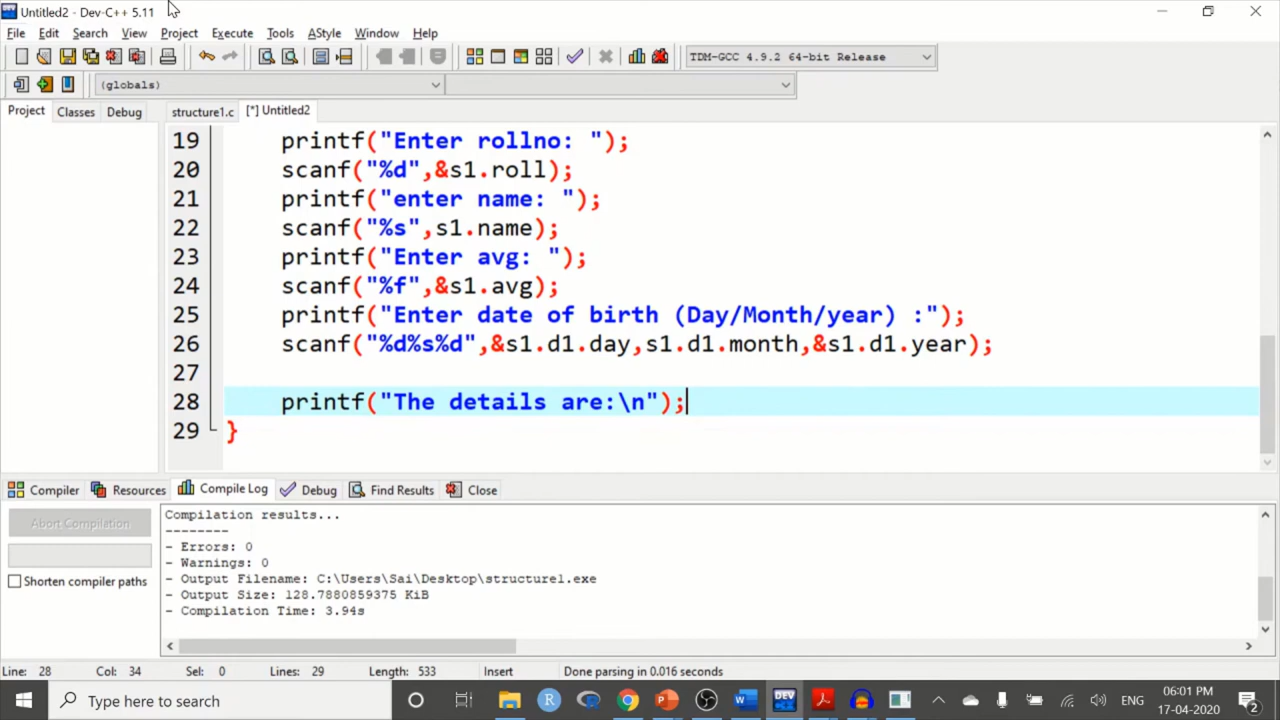 Untitled2 - Dev-C++ 5.11
File Edit Search View Project Execute Tools AStyle Window Help
TDM-GCC 4.9.2 64-bit Release
(globals)
Project Classes Debug structure1.c [*] Untitled2
19 printf("Enter rollno: ");
20 scanf("%d",&s1.roll);
21 printf("enter name: ");
22 scanf("%s",s1.name);
23 printf("Enter avg: ");
24 scanf("%f",&s1.avg);
25 printf("Enter date of birth (Day/Month/year) :");
26 scanf("%d%s%d",&s1.d1.day,s1.d1.month,&s1.d1.year);
27
28 printf("The details are:\n");
29 }
Compiler Resources Compile Log Debug Find Results Close
Abort Compilation
Shorten compiler paths
Compilation results...
--------
- Errors: 0
- Warnings: 0
- Output Filename: C:\Users\Sai\Desktop\structure1.exe
- Output Size: 128.7880859375 KiB
- Compilation Time: 3.94s
Line: 28 Col: 34 Sel: 0 Lines: 29 Length: 533 Insert Done parsing in 0.016 seconds
Type here to search
DEV
ENG
06:01 PM
17-04-2020
2